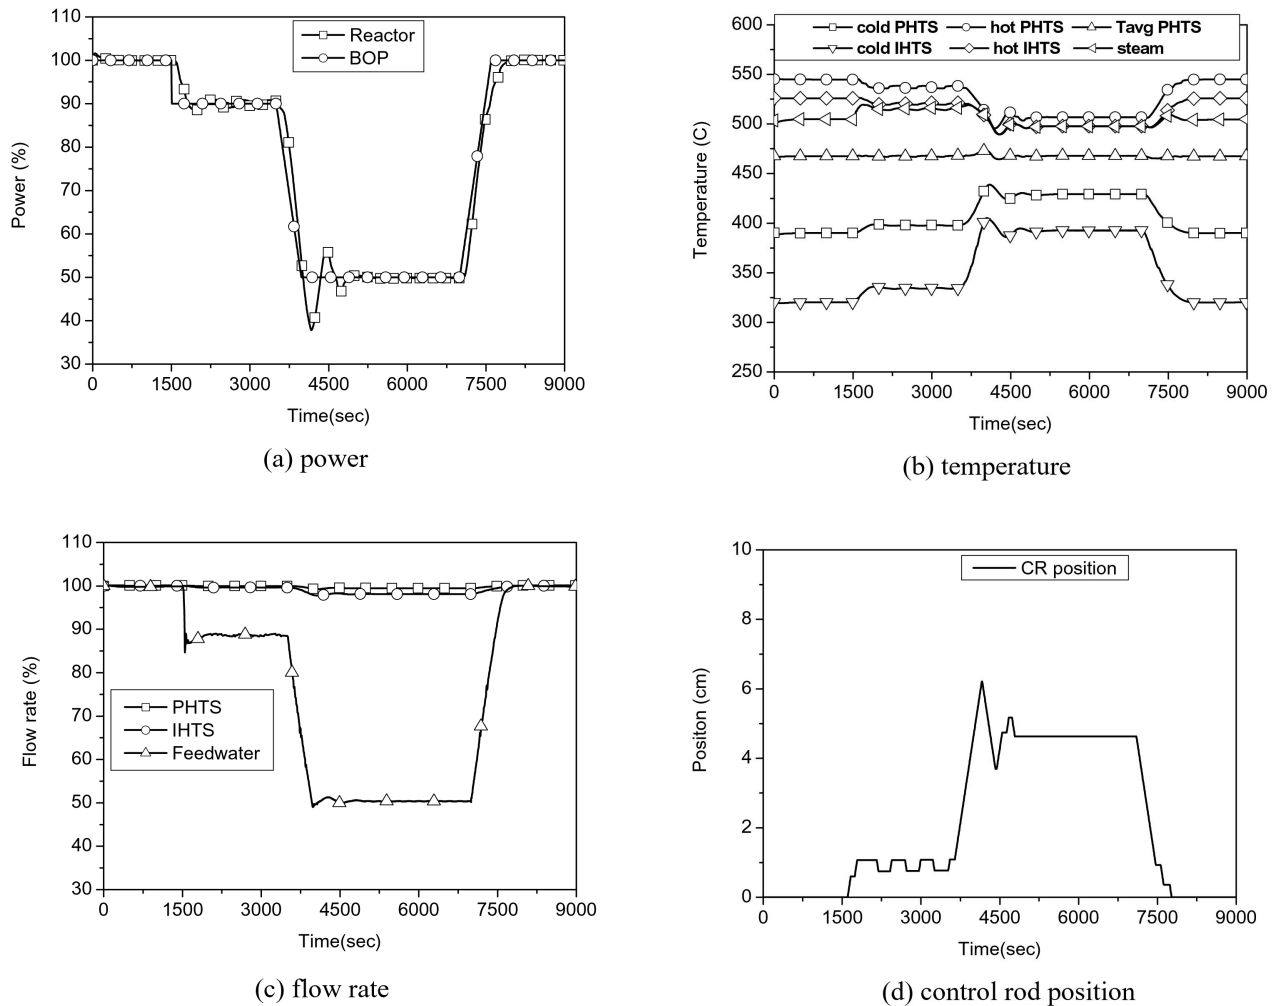 110
100
90
80
70
60
50
40
30
Power (%)
Reactor
BOP
0 1500 3000 4500 6000 7500 9000
Time(sec)
(a) power
600
550
500
450
400
350
300
250
Temperature (C)
cold PHTS hot PHTS Tavg PHTS
cold IHTS hot IHTS steam
0 1500 3000 4500 6000 7500 9000
Time(sec)
(b) temperature
110
100
90
80
70
60
50
40
30
Flow rate (%)
PHTS
IHTS
Feedwater
0 1500 3000 4500 6000 7500 9000
Time(sec)
(c) flow rate
10
8
6
4
2
0
Positon (cm)
CR position
0 1500 3000 4500 6000 7500 9000
Time(sec)
(d) control rod position